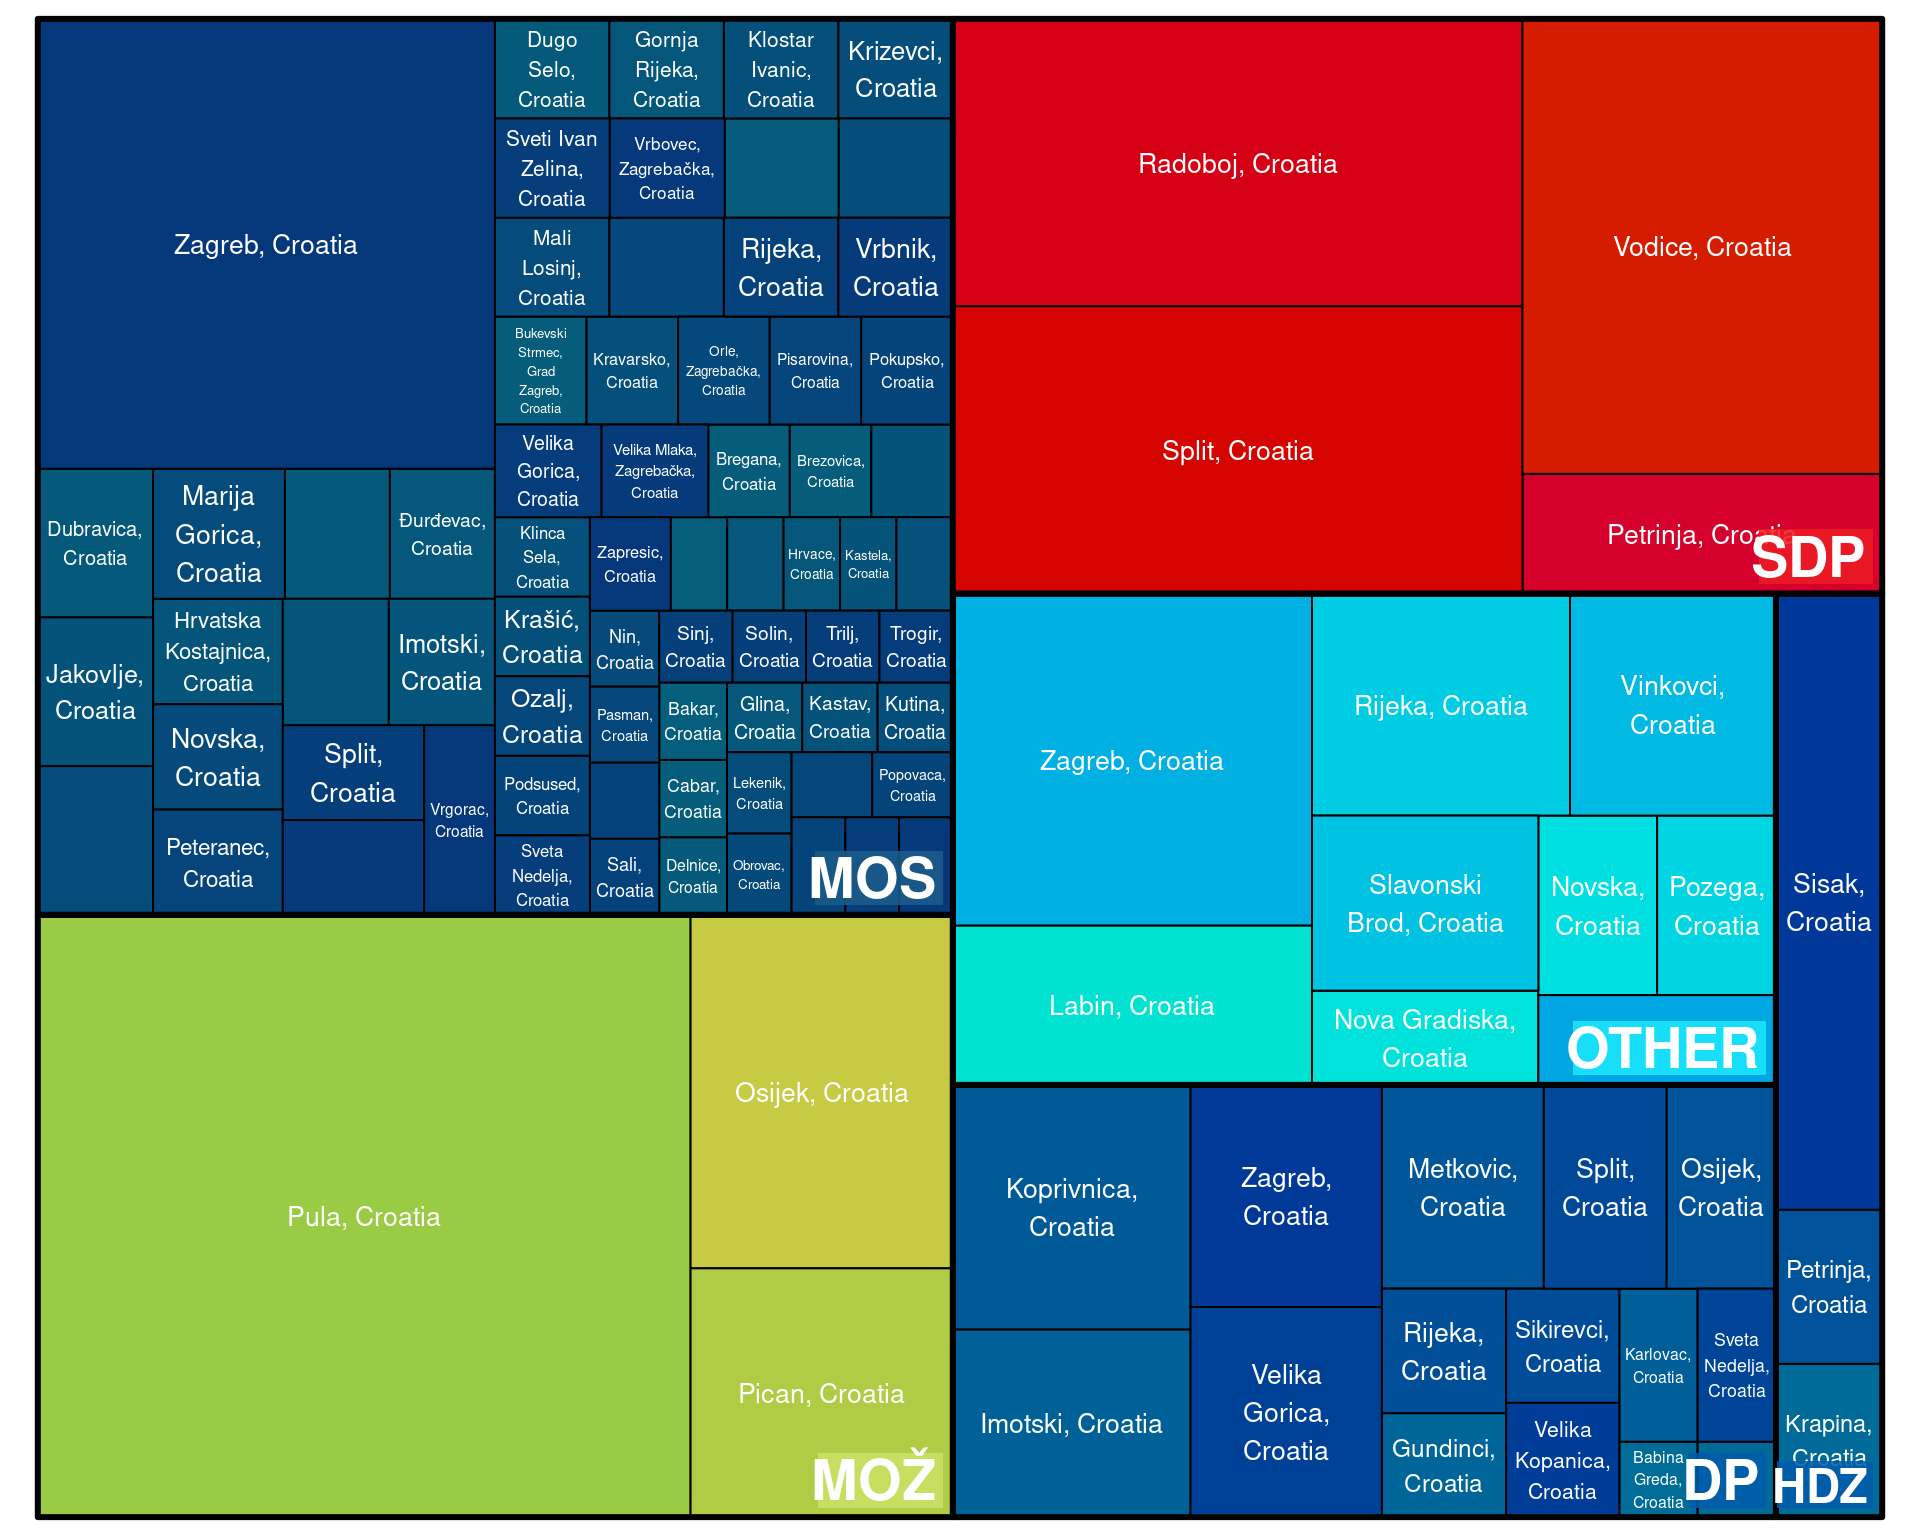 Zagreb, Croatia
Dugo
Selo,
Croatia
Gornja
Rijeka,
Croatia
Klostar
Ivanic,
Croatia
Krizevci,
Croatia
Sveti Ivan
Zelina,
Croatia
Vrbovec,
Zagrebačka,
Croatia
Mali
Losinj,
Croatia
Rijeka,
Croatia
Vrbnik,
Croatia
Bukevski
Strmec,
Grad
Zagreb,
Croatia
Kravarsko,
Croatia
Orle,
Zagrebačka,
Croatia
Pisarovina,
Croatia
Pokupsko,
Croatia
Velika
Gorica,
Croatia
Velika Mlaka,
Zagrebačka,
Croatia
Bregana,
Croatia
Brezovica,
Croatia
Dubravica,
Croatia
Marija
Gorica,
Croatia
Đurđevac,
Croatia
Jakovlje,
Croatia
Hrvatska
Kostajnica,
Croatia
Imotski,
Croatia
Novska,
Croatia
Split,
Croatia
Vrgorac,
Croatia
Peteranec,
Croatia
Klinca
Sela,
Croatia
Zapresic,
Croatia
Hrvace,
Croatia
Kastela,
Croatia
Krašić,
Croatia
Nin,
Croatia
Sinj,
Croatia
Solin,
Croatia
Trilj,
Croatia
Trogir,
Croatia
Ozalj,
Croatia
Pasman,
Croatia
Bakar,
Croatia
Glina,
Croatia
Kastav,
Croatia
Kutina,
Croatia
Podsused,
Croatia
Cabar,
Croatia
Lekenik,
Croatia
Popovaca,
Croatia
Sveta
Nedelja,
Croatia
Sali,
Croatia
Delnice,
Croatia
Obrovac,
Croatia
MOS
Pula, Croatia
Osijek, Croatia
Pican, Croatia
MOŽ
Radoboj, Croatia
Vodice, Croatia
Split, Croatia
Petrinja, Croatia
SDP
Zagreb, Croatia
Rijeka, Croatia
Vinkovci,
Croatia
Slavonski
Brod, Croatia
Novska,
Croatia
Pozega,
Croatia
Labin, Croatia
Nova Gradiska,
Croatia
OTHER
Koprivnica,
Croatia
Zagreb,
Croatia
Metkovic,
Croatia
Split,
Croatia
Osijek,
Croatia
Imotski, Croatia
Velika
Gorica,
Croatia
Rijeka,
Croatia
Sikirevci,
Croatia
Karlovac,
Croatia
Sveta
Nedelja,
Croatia
Gundinci,
Croatia
Velika
Kopanica,
Croatia
Babina
Greda,
Croatia
DP
Sisak,
Croatia
Petrinja,
Croatia
Krapina,
Croatia
HDZ